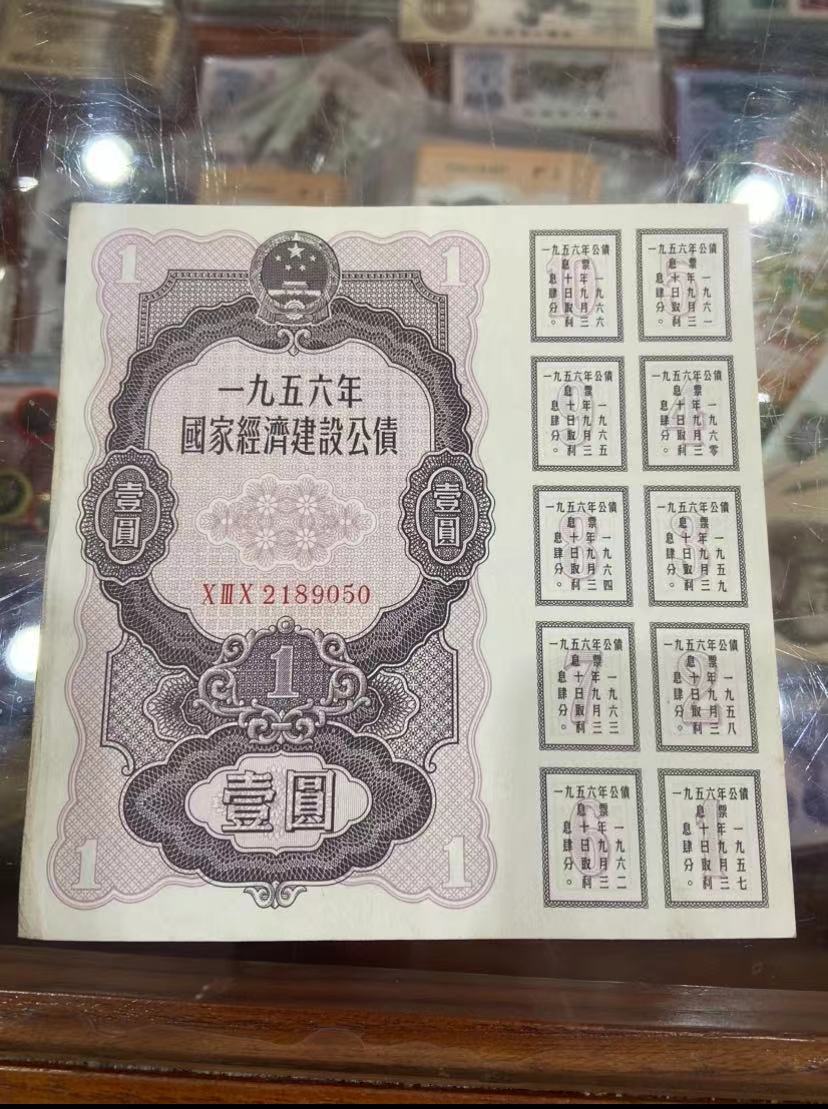 1
1
一九五六年
國家經濟建設公債
壹圓
壹圓
XⅢX 2189050
1
壹圓
1
1
10
一九五六年公債
息票
一九六六
年九月三
十日取利
息肆分。
5
一九五六年公債
息票
一九六一
年九月三
十日取利
息肆分。
9
一九五六年公債
息票
一九六五
年九月三
十日取利
息肆分。
4
一九五六年公債
息票
一九六零
年九月三
十日取利
息肆分。
8
一九五六年公債
息票
一九六四
年九月三
十日取利
息肆分。
3
一九五六年公債
息票
一九五九
年九月三
十日取利
息肆分。
7
一九五六年公債
息票
一九六三
年九月三
十日取利
息肆分。
2
一九五六年公債
息票
一九五八
年九月三
十日取利
息肆分。
6
一九五六年公債
息票
一九六二
年九月三
十日取利
息肆分。
1
一九五六年公債
息票
一九五七
年九月三
十日取利
息肆分。